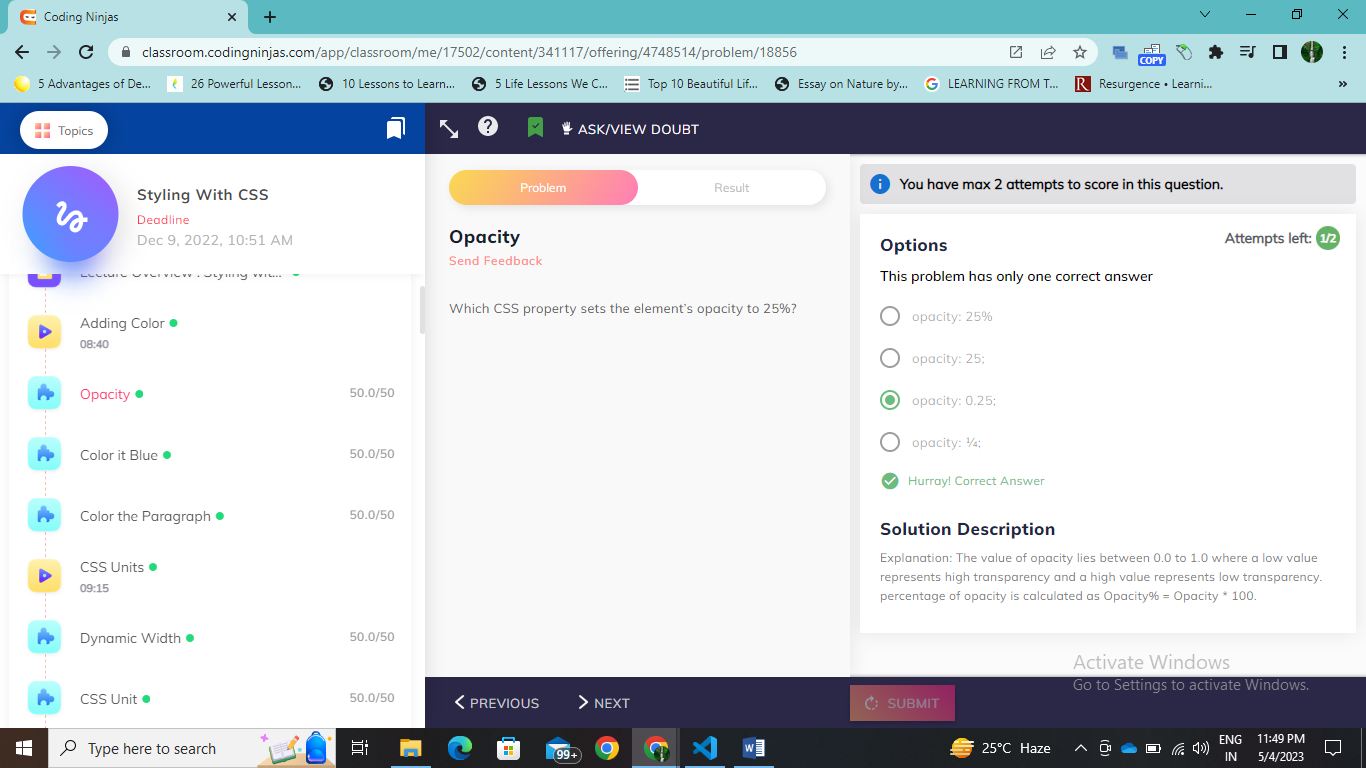 Coding Ninjas
classroom.codingninjas.com/app/classroom/me/17502/content/341117/offering/4748514/problem/18856
COPY
5 Advantages of De...
26 Powerful Lesson...
10 Lessons to Learn...
5 Life Lessons We C...
Top 10 Beautiful Lif...
Essay on Nature by...
LEARNING FROM T...
Resurgence • Learni...
»
Topics
ASK/VIEW DOUBT
Styling With CSS
Deadline
Dec 9, 2022, 10:51 AM
Lecture Overview : Styling wit...
Adding Color
08:40
Opacity
50.0/50
Color it Blue
50.0/50
Color the Paragraph
50.0/50
CSS Units
09:15
Dynamic Width
50.0/50
CSS Unit
50.0/50
Problem
Result
Opacity
Send Feedback
Which CSS property sets the element’s opacity to 25%?
You have max 2 attempts to score in this question.
Options
Attempts left: 1/2
This problem has only one correct answer
opacity: 25%
opacity: 25;
opacity: 0.25;
opacity: ¼;
Hurray! Correct Answer
Solution Description
Explanation: The value of opacity lies between 0.0 to 1.0 where a low value
represents high transparency and a high value represents low transparency.
percentage of opacity is calculated as Opacity% = Opacity * 100.
Activate Windows
Go to Settings to activate Windows.
PREVIOUS
NEXT
SUBMIT
Type here to search
99+
25°C Haze
ENG
IN
11:49 PM
5/4/2023